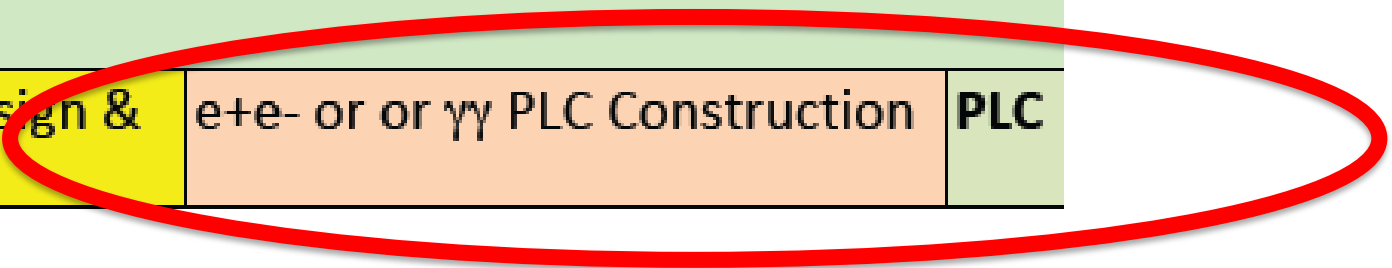 sign & e+e- or or γγ PLC Construction PLC